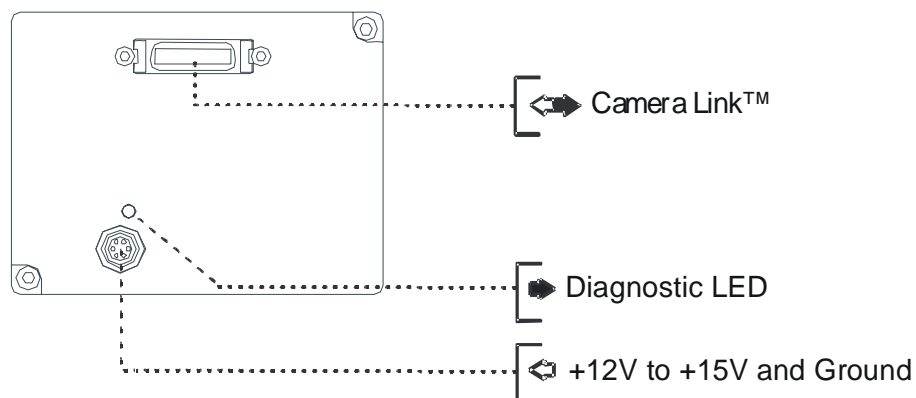 Camera Link™
Diagnostic LED
+12V to +15V and Ground